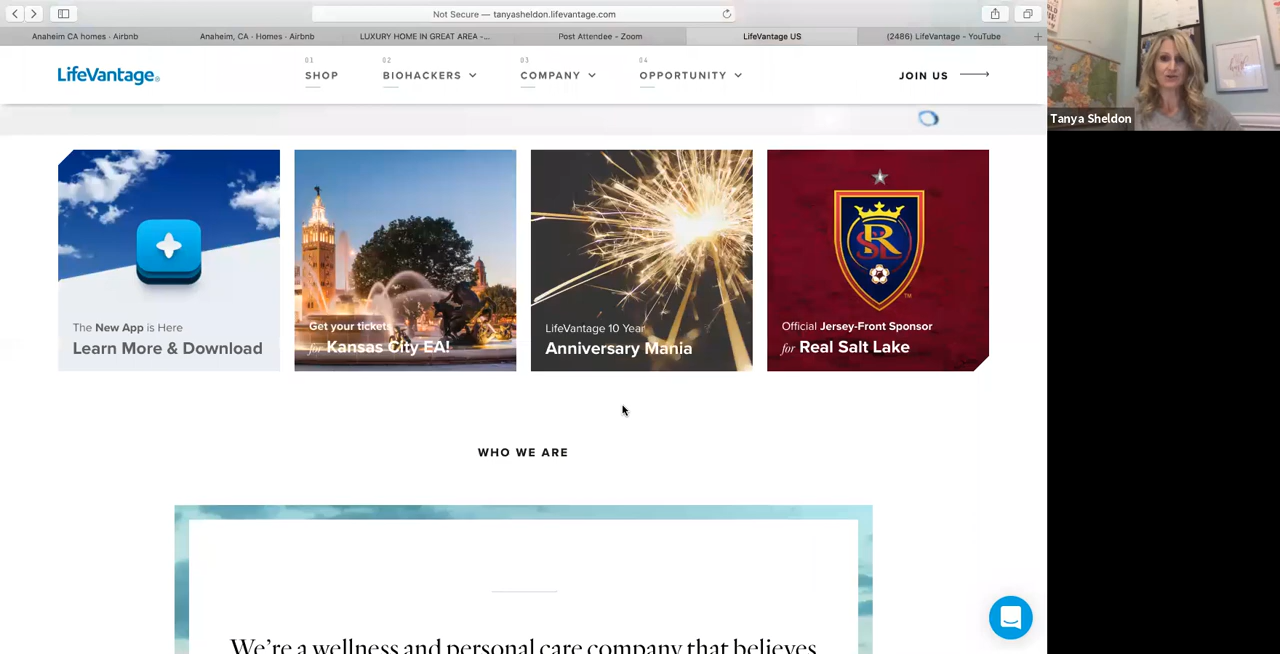 Not Secure — tanyasheldon.lifevantage.com
Anaheim CA homes - Airbnb
Anaheim, CA - Homes - Airbnb
LUXURY HOME IN GREAT AREA -...
Post Attendee - Zoom
LifeVantage US
(2486) LifeVantage - YouTube
LifeVantage®
01
SHOP
02
BIOHACKERS
03
COMPANY
04
OPPORTUNITY
JOIN US
Tanya Sheldon
The New App is Here
Learn More & Download
Get your tickets
for Kansas City EA!
LifeVantage 10 Year
Anniversary Mania
RSL
TM
Official Jersey-Front Sponsor
for Real Salt Lake
WHO WE ARE
We're a wellness and personal care company that believes